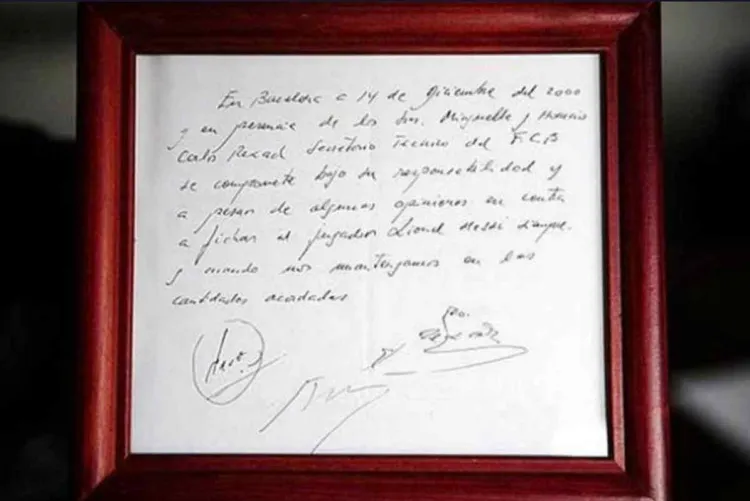 En Barcelona a 14 de Diciembre del 2000
y en presencia de los Srs. Minguella y Horacio
Carlos Rexach Secretario Tecnico del F.C.B
se compromete bajo su responsabilidad y
a pesar de algunas opiniones en contra
a fichar al jugador Lionel Messi siempre
y cuando nos mantengamos en las
cantidades acordadas